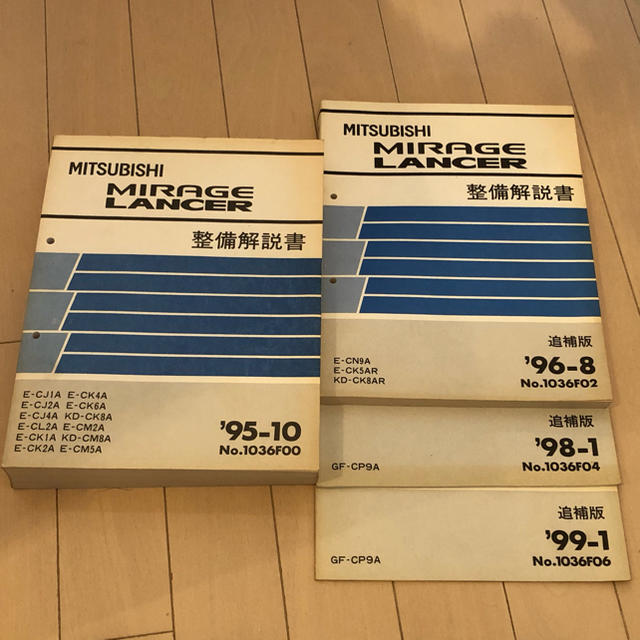 MITSUBISHI
MIRAGE
LANCER
整備解説書
E-CJ1A E-CK4A
E-CJ2A E-CK6A
E-CJ4A KD-CK8A
E-CL2A E-CM2A
E-CK1A KD-CM8A
E-CK2A E-CM5A
'95-10
No.1036F00
MITSUBISHI
MIRAGE
LANCER
整備解説書
追補版
E-CN9A
E-CK5AR
KD-CK8AR
'96-8
No.1036F02
追補版
'98-1
GF-CP9A
No.1036F04
追補版
'99-1
GF-CP9A
No.1036F06